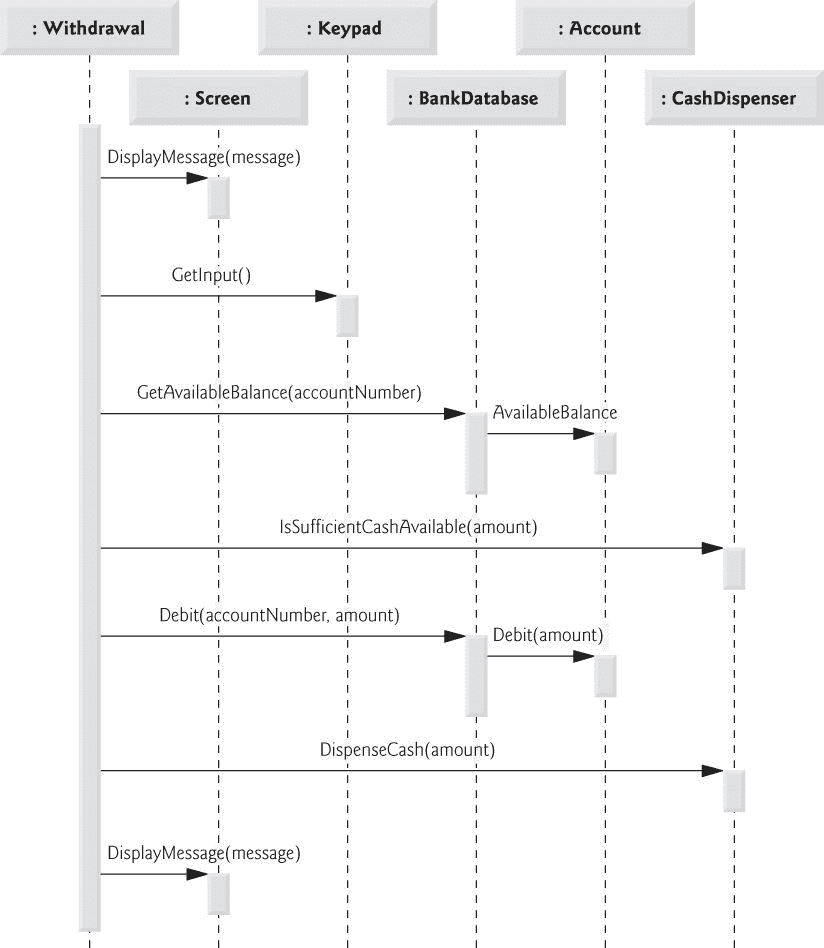 : Withdrawal
: Keypad
: Account
: Screen
: BankDatabase
: CashDispenser
DisplayMessage(message)
GetInput()
GetAvailableBalance(accountNumber)
AvailableBalance
IsSufficientCashAvailable(amount)
Debit(accountNumber, amount)
Debit(amount)
DispenseCash(amount)
DisplayMessage(message)